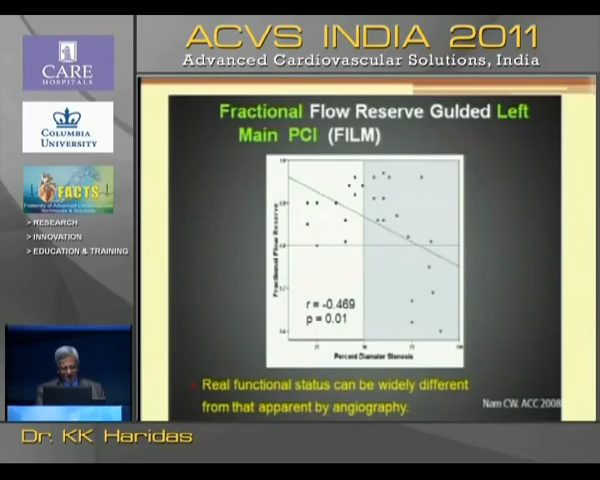 ACVS INDIA 2011
Advanced Cardiovascular Solutions, India
CARE
HOSPITALS
COLUMBIA
UNIVERSITY
FACTS
> RESEARCH
> INNOVATION
> EDUCATION & TRAINING
Fractional Flow Reserve Gulded Left
Main PCI (FILM)
Fractional Flow Reserve
r = -0.469
p = 0.01
Percent Diameter Stenosis
Real functional status can be widely different
from that apparent by angiography.
Nam CW. ACC 2008
Dr. KK Haridas